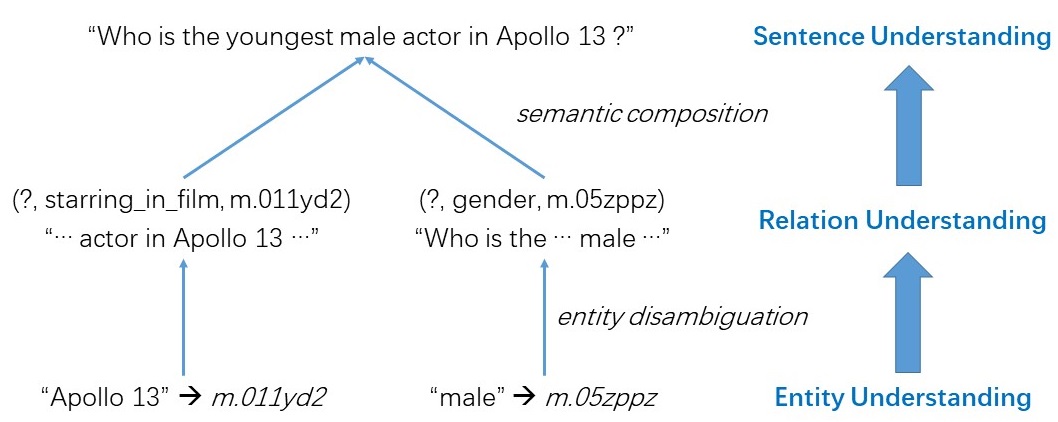 “Who is the youngest male actor in Apollo 13 ?” Sentence Understanding
semantic composition
(?, starring_in_film, m.011yd2) (?, gender, m.05zppz)
Relation Understanding
“··· actor in Apollo 13 ···” “Who is the ··· male ···”
entity disambiguation
“Apollo 13” → m.011yd2 “male” → m.05zppz Entity Understanding